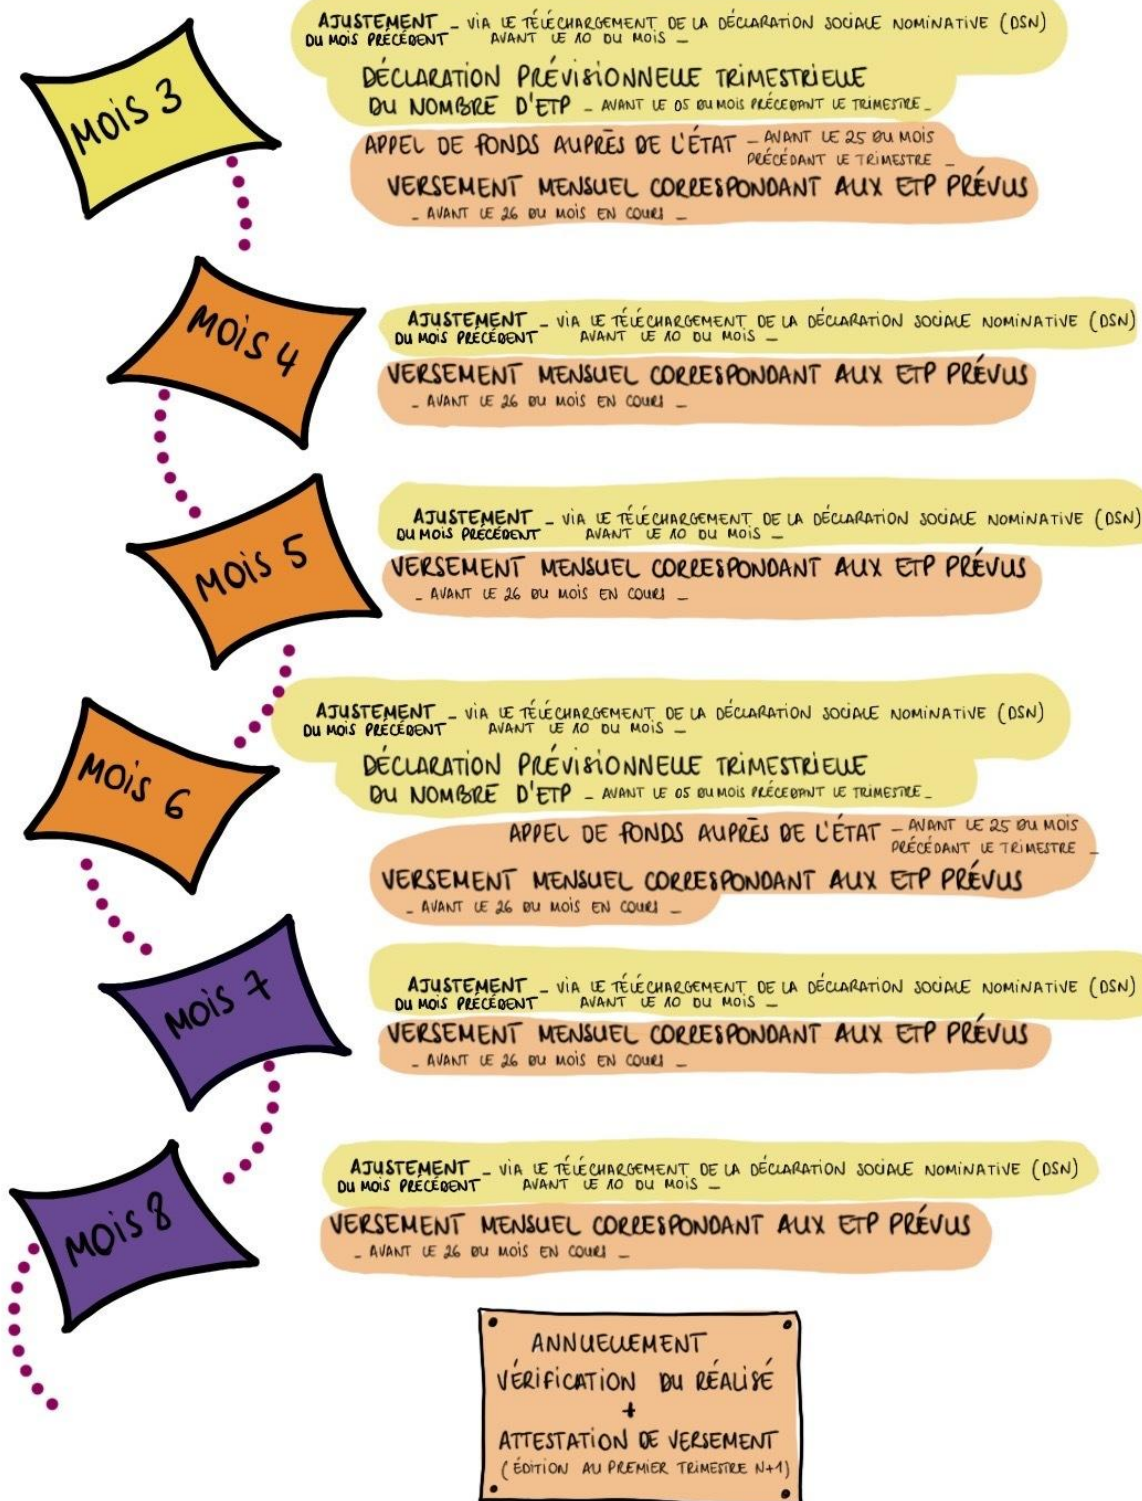 MOIS 3
AJUSTEMENT _ VIA LE TÉLÉCHARGEMENT DE LA DÉCLARATION SOCIALE NOMINATIVE (DSN)
DU MOIS PRÉCÉDENT AVANT LE 10 DU MOIS _
DÉCLARATION PRÉVISIONNELLE TRIMESTRIELLE
DU NOMBRE D'ETP _ AVANT LE 05 DU MOIS PRÉCEDANT LE TRIMESTRE _
APPEL DE FONDS AUPRÈS DE L'ÉTAT _ AVANT LE 25 DU MOIS
PRÉCÉDANT LE TRIMESTRE _
VERSEMENT MENSUEL CORRESPONDANT AUX ETP PRÉVUS
_ AVANT LE 26 DU MOIS EN COURS _
MOIS 4
AJUSTEMENT _ VIA LE TÉLÉCHARGEMENT DE LA DÉCLARATION SOCIALE NOMINATIVE (DSN)
DU MOIS PRÉCÉDENT AVANT LE 10 DU MOIS _
VERSEMENT MENSUEL CORRESPONDANT AUX ETP PRÉVUS
_ AVANT LE 26 DU MOIS EN COURS _
MOIS 5
AJUSTEMENT _ VIA LE TÉLÉCHARGEMENT DE LA DÉCLARATION SOCIALE NOMINATIVE (DSN)
DU MOIS PRÉCÉDENT AVANT LE 10 DU MOIS _
VERSEMENT MENSUEL CORRESPONDANT AUX ETP PRÉVUS
_ AVANT LE 26 DU MOIS EN COURS _
MOIS 6
AJUSTEMENT _ VIA LE TÉLÉCHARGEMENT DE LA DÉCLARATION SOCIALE NOMINATIVE (DSN)
DU MOIS PRÉCÉDENT AVANT LE 10 DU MOIS _
DÉCLARATION PRÉVISIONNELLE TRIMESTRIELLE
DU NOMBRE D'ETP _ AVANT LE 05 DU MOIS PRÉCEDANT LE TRIMESTRE _
APPEL DE FONDS AUPRÈS DE L'ÉTAT _ AVANT LE 25 DU MOIS
PRÉCÉDANT LE TRIMESTRE _
VERSEMENT MENSUEL CORRESPONDANT AUX ETP PRÉVUS
_ AVANT LE 26 DU MOIS EN COURS _
MOIS 7
AJUSTEMENT _ VIA LE TÉLÉCHARGEMENT DE LA DÉCLARATION SOCIALE NOMINATIVE (DSN)
DU MOIS PRÉCÉDENT AVANT LE 10 DU MOIS _
VERSEMENT MENSUEL CORRESPONDANT AUX ETP PRÉVUS
_ AVANT LE 26 DU MOIS EN COURS _
MOIS 8
AJUSTEMENT _ VIA LE TÉLÉCHARGEMENT DE LA DÉCLARATION SOCIALE NOMINATIVE (DSN)
DU MOIS PRÉCÉDENT AVANT LE 10 DU MOIS _
VERSEMENT MENSUEL CORRESPONDANT AUX ETP PRÉVUS
_ AVANT LE 26 DU MOIS EN COURS _
ANNUELLEMENT
VÉRIFICATION DU RÉALISÉ
+
ATTESTATION DE VERSEMENT
(ÉDITION AU PREMIER TRIMESTRE N+1)